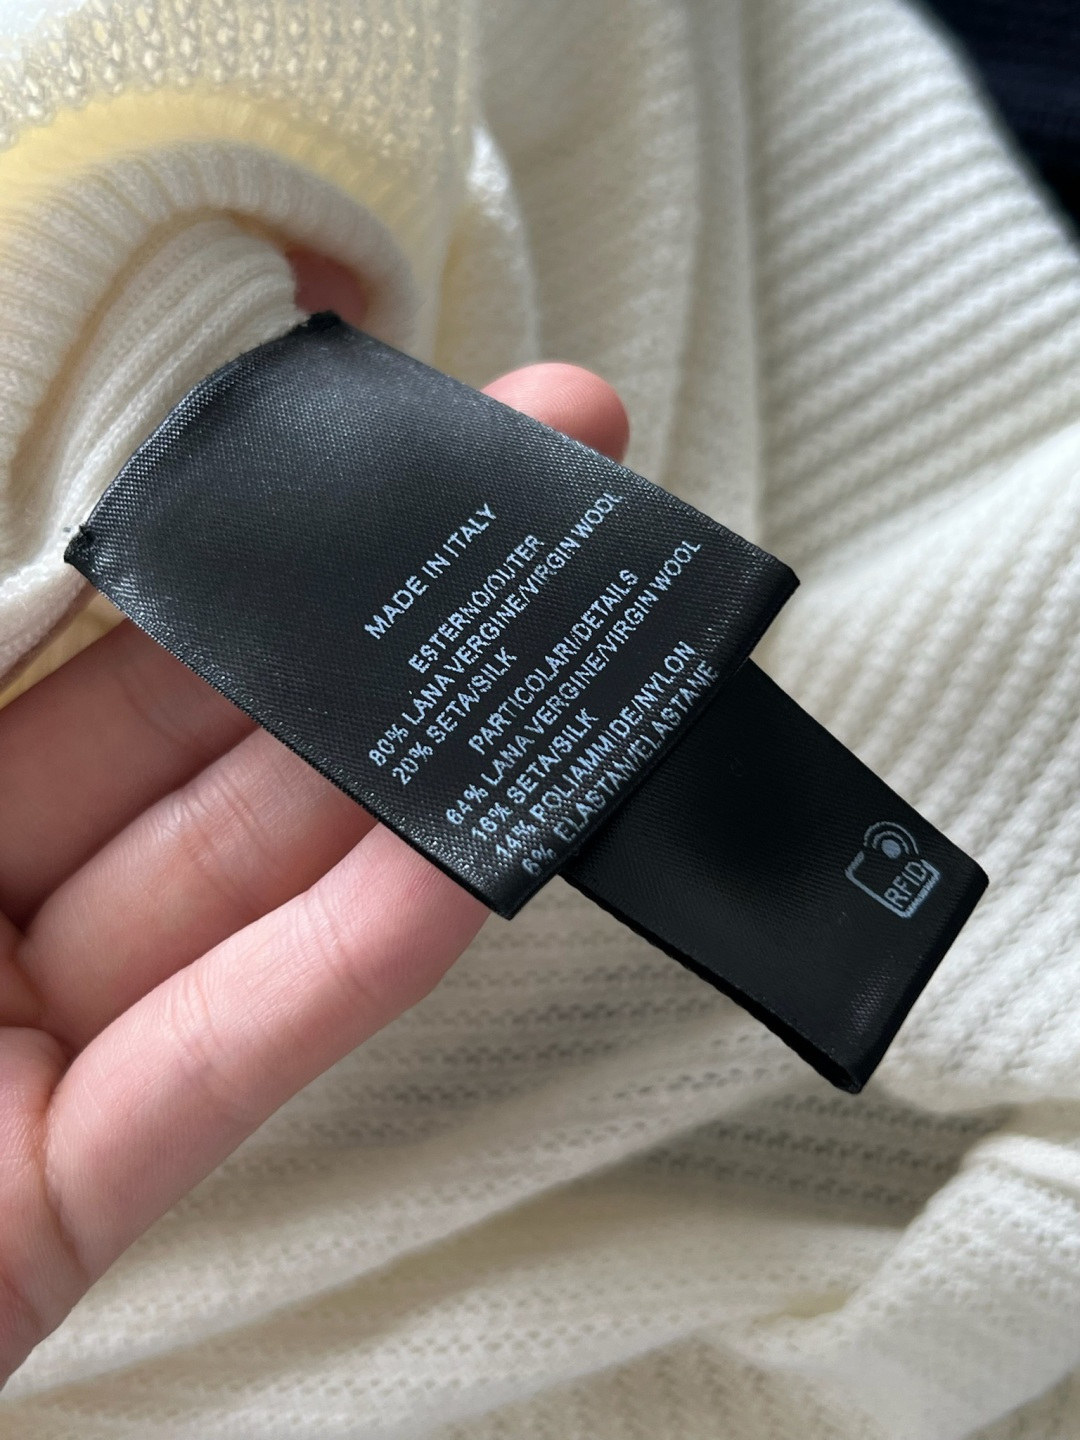 MADE IN ITALY
ESTERNO/OUTER
80% LANA VERGINE/VIRGIN WOOL
20% SETA/SILK
PARTICOLARI/DETAILS
64% LANA VERGINE/VIRGIN WOOL
16% SETA/SILK
14% POLIAMMIDE/NYLON
6% ELASTAN/ELASTANE
RFID